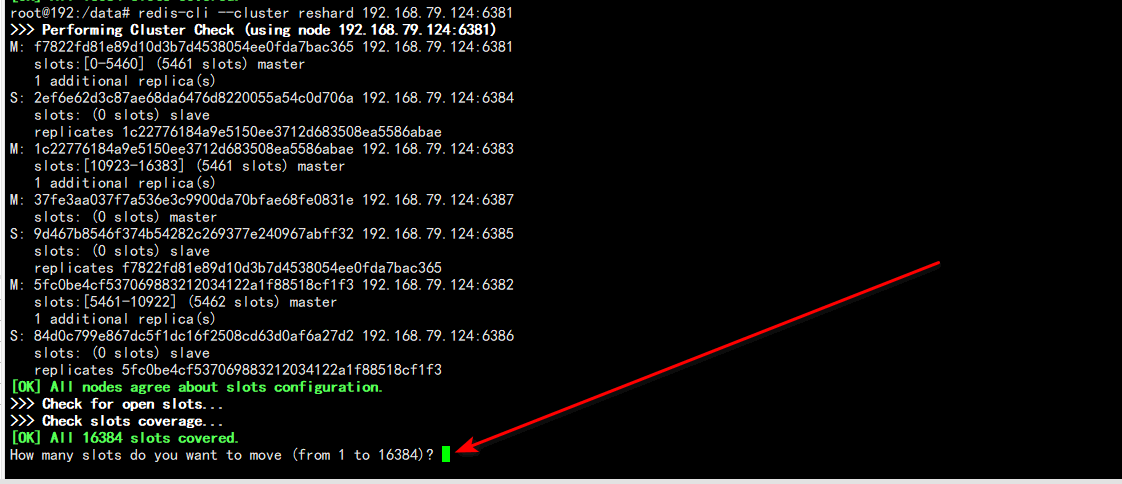 root@192:/data# redis-cli --cluster reshard 192.168.79.124:6381
>>> Performing Cluster Check (using node 192.168.79.124:6381)
M: f7822fd81e89d10d3b7d4538054ee0fda7bac365 192.168.79.124:6381
slots:[0-5460] (5461 slots) master
1 additional replica(s)
S: 2ef6e62d3c87ae68da6476d8220055a54c0d706a 192.168.79.124:6384
slots: (0 slots) slave
replicates 1c22776184a9e5150ee3712d683508ea5586abae
M: 1c22776184a9e5150ee3712d683508ea5586abae 192.168.79.124:6383
slots:[10923-16383] (5461 slots) master
1 additional replica(s)
M: 37fe3aa037f7a536e3c9900da70bfae68fe0831e 192.168.79.124:6387
slots: (0 slots) master
S: 9d467b8546f374b54282c269377e240967abff32 192.168.79.124:6385
slots: (0 slots) slave
replicates f7822fd81e89d10d3b7d4538054ee0fda7bac365
M: 5fc0be4cf537069883212034122a1f88518cf1f3 192.168.79.124:6382
slots:[5461-10922] (5462 slots) master
1 additional replica(s)
S: 84d0c799e867dc5f1dc16f2508cd63d0af6a27d2 192.168.79.124:6386
slots: (0 slots) slave
replicates 5fc0be4cf537069883212034122a1f88518cf1f3
[OK] All nodes agree about slots configuration.
>>> Check for open slots...
>>> Check slots coverage...
[OK] All 16384 slots covered.
How many slots do you want to move (from 1 to 16384)?